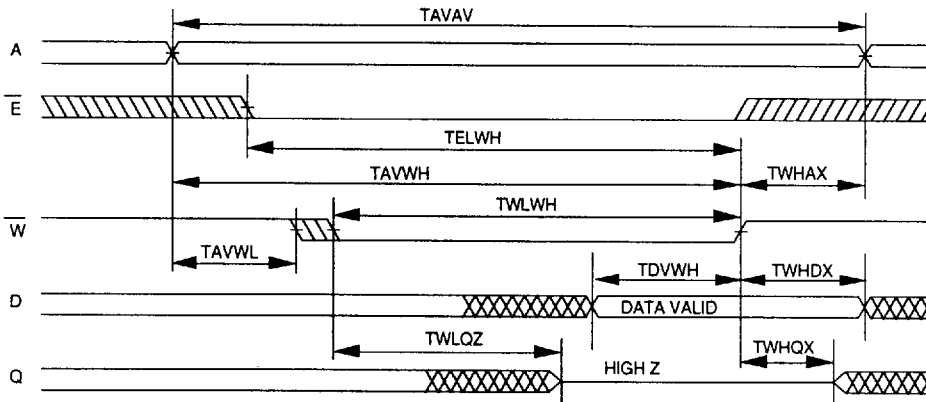 TAVAV
A
E
TELWH
TAVWH
TWHAX
TWLWH
W
TAVWL
TDVWH
TWHDX
D
DATA VALID
TWLQZ
TWHQX
HIGH Z
Q